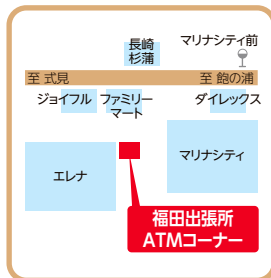 長崎
杉蒲
マリナシティ前
至 式見
至 飽の浦
ジョイフル
ファミリー
マート
ダイレックス
エレナ
マリナシティ
福田出張所
ATMコーナー